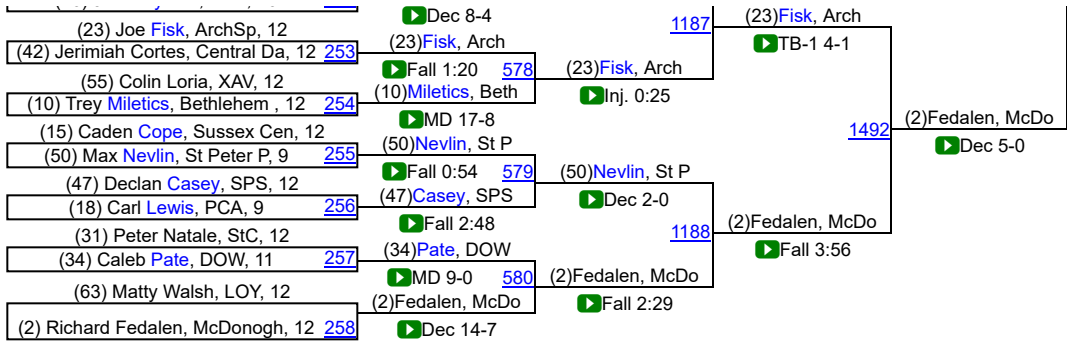 Dec 8-4
(23) Joe Fisk, ArchSp, 12
(42) Jerimiah Cortes, Central Da, 12 253
(23)Fisk, Arch
Fall 1:20
(55) Colin Loria, XAV, 12
(10) Trey Miletics, Bethlehem , 12 254
(10)Miletics, Beth
MD 17-8
578
(23)Fisk, Arch
Inj. 0:25
1187
(23)Fisk, Arch
TB-1 4-1
(15) Caden Cope, Sussex Cen, 12
(50) Max Nevlin, St Peter P, 9 255
(50)Nevlin, St P
Fall 0:54
(47) Declan Casey, SPS, 12
(18) Carl Lewis, PCA, 9 256
(47)Casey, SPS
Fall 2:48
579
(50)Nevlin, St P
Dec 2-0
(31) Peter Natale, StC, 12
(34) Caleb Pate, DOW, 11 257
(34)Pate, DOW
MD 9-0
(63) Matty Walsh, LOY, 12
(2) Richard Fedalen, McDonogh, 12 258
(2)Fedalen, McDo
Dec 14-7
580
(2)Fedalen, McDo
Fall 2:29
1188
(2)Fedalen, McDo
Fall 3:56
1492
(2)Fedalen, McDo
Dec 5-0